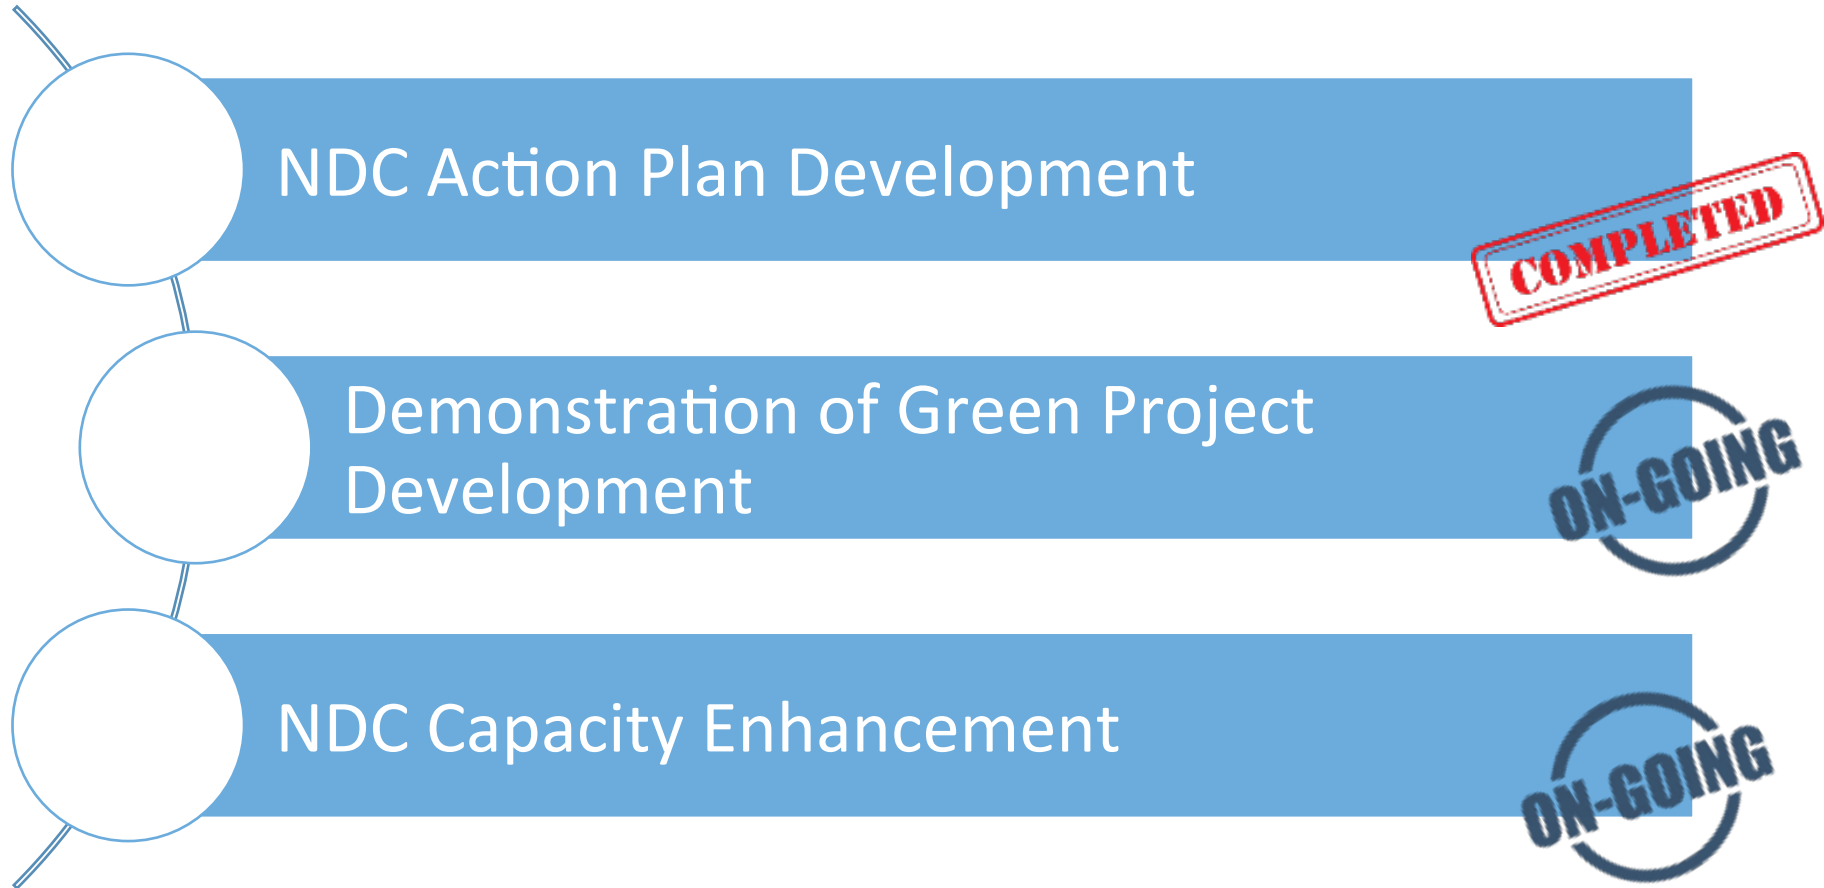 NDC Action Plan Development
COMPLETED
Demonstration of Green Project
Development
ON-GOING
NDC Capacity Enhancement
ON-GOING